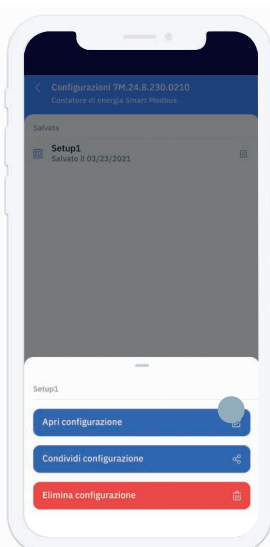 Configurazioni 7M.24.8.230.0210
Contatore di energia Smart Modbus
Salvata
Setup1
Salvato il 03/23/2021
Setup1
Apri configurazione
Condividi configurazione
Elimina configurazione